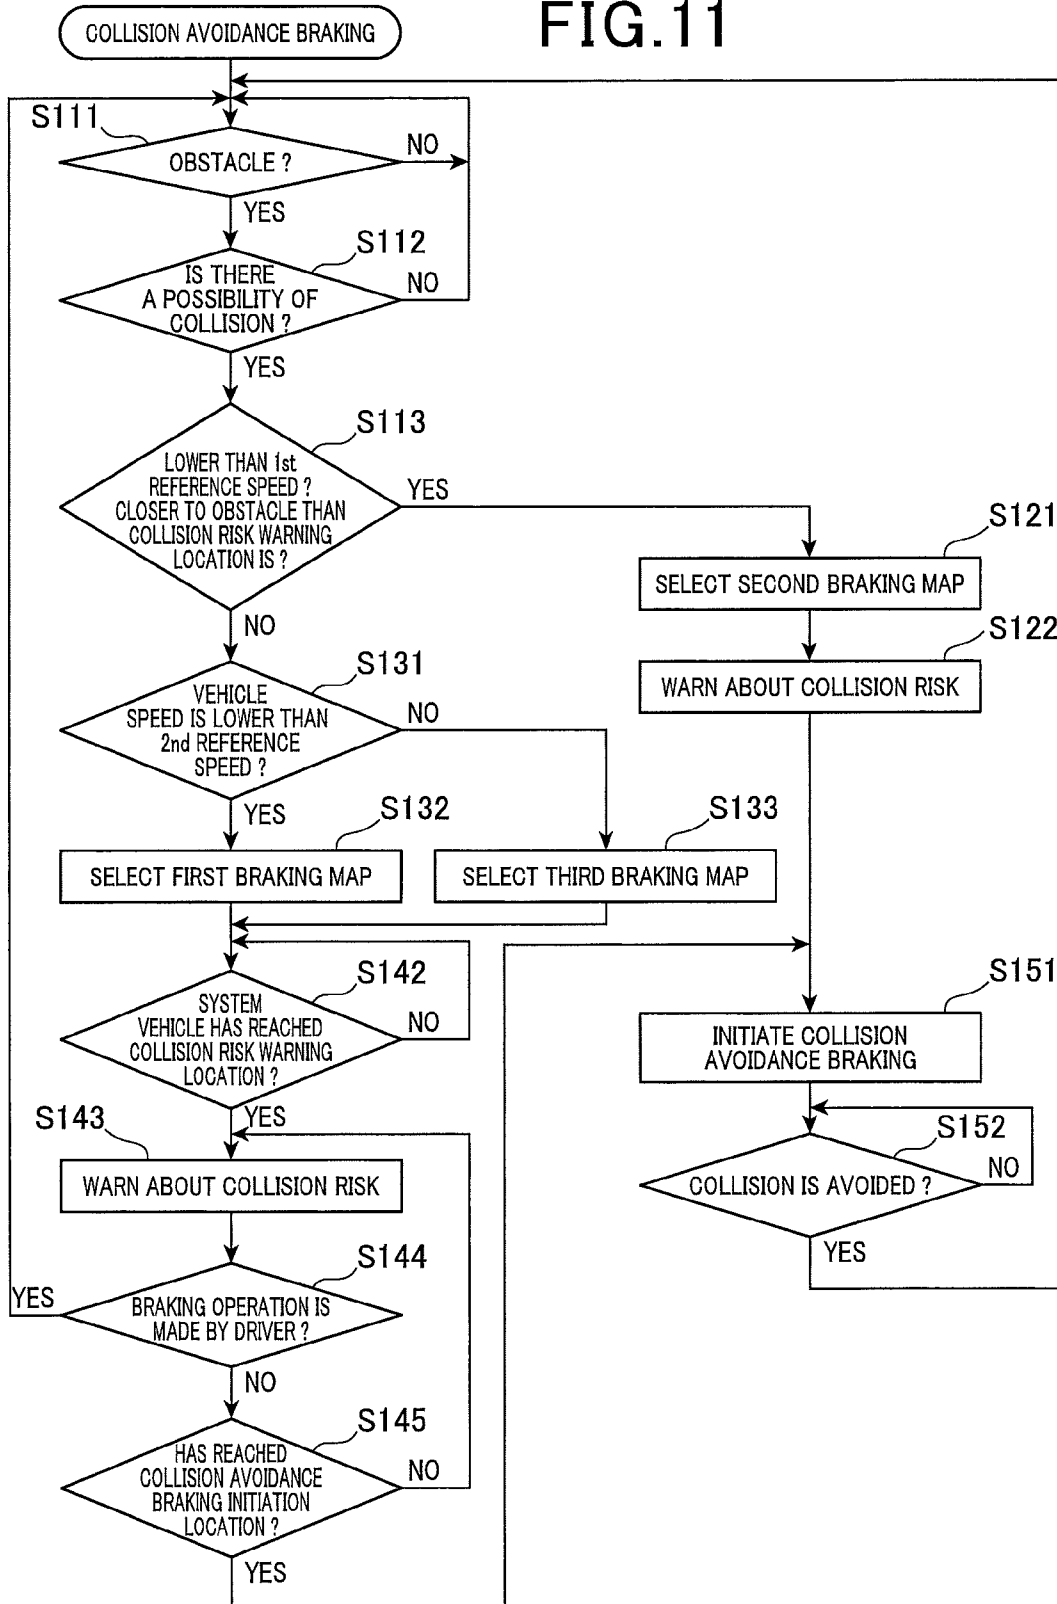 FIG.11
COLLISION AVOIDANCE BRAKING
S111
OBSTACLE ?
NO
YES
S112
IS THERE
A POSSIBILITY OF
COLLISION ?
NO
YES
S113
LOWER THAN 1st
REFERENCE SPEED ?
CLOSER TO OBSTACLE THAN
COLLISION RISK WARNING
LOCATION IS ?
YES
NO
S121
SELECT SECOND BRAKING MAP
S122
WARN ABOUT COLLISION RISK
S131
VEHICLE
SPEED IS LOWER THAN
2nd REFERENCE
SPEED ?
NO
YES
S132
SELECT FIRST BRAKING MAP
S133
SELECT THIRD BRAKING MAP
S142
SYSTEM
VEHICLE HAS REACHED
COLLISION RISK WARNING
LOCATION ?
NO
YES
S143
WARN ABOUT COLLISION RISK
S144
BRAKING OPERATION IS
MADE BY DRIVER ?
YES
NO
S145
HAS REACHED
COLLISION AVOIDANCE
BRAKING INITIATION
LOCATION ?
NO
YES
S151
INITIATE COLLISION
AVOIDANCE BRAKING
S152
COLLISION IS AVOIDED ?
NO
YES